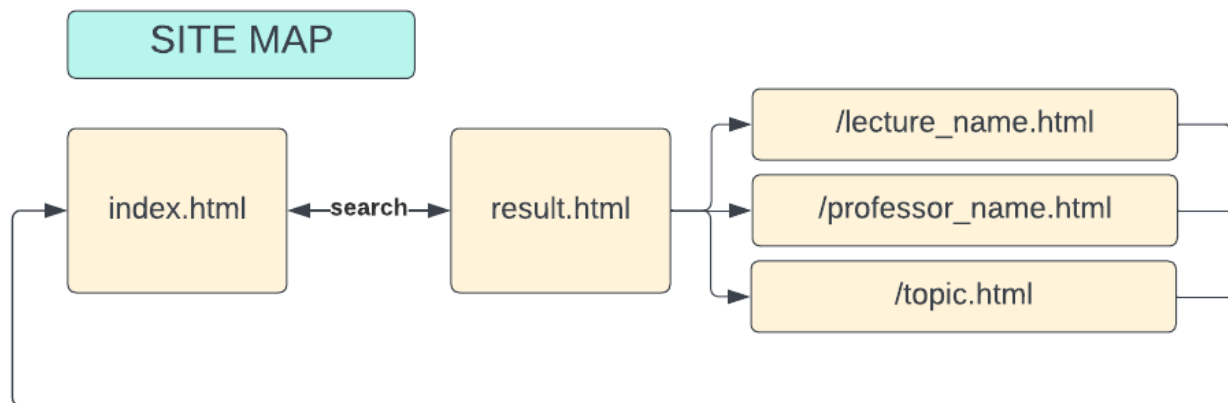 SITE MAP
index.html
search
result.html
/lecture_name.html
/professor_name.html
/topic.html